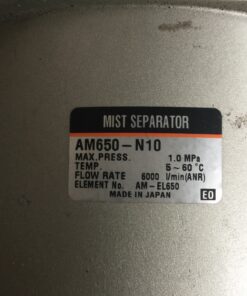 MIST SEPARATOR
AM650-N10
MAX.PRESS. 1.0 MPa
TEMP. 5~60 °C
FLOW RATE 6000 l/min(ANR)
ELEMENT No. AM-EL650
MADE IN JAPAN EO